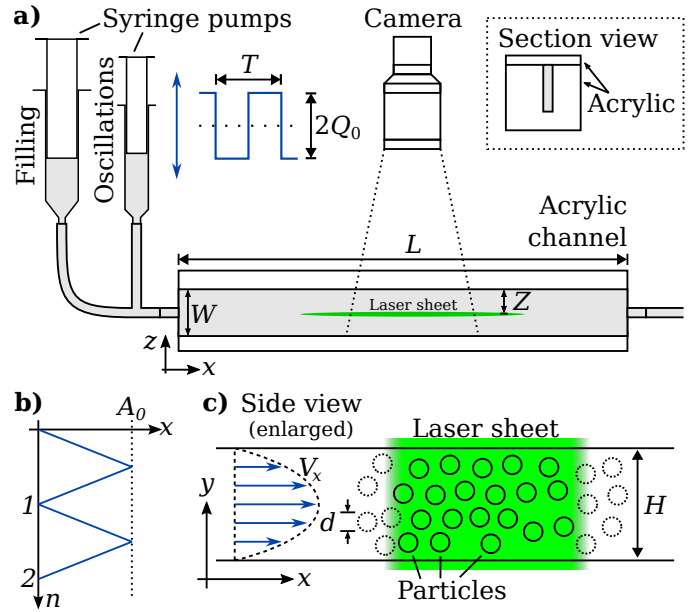 a)
Syringe pumps
Filling
Oscillations
T
2Q₀
Camera
Section view
Acrylic
Acrylic
channel
L
W
Laser sheet
Z
z
x
b)
A₀
x
1
2
n
c)
Side view
(enlarged)
Laser sheet
Vₓ
y
d
H
x
Particles